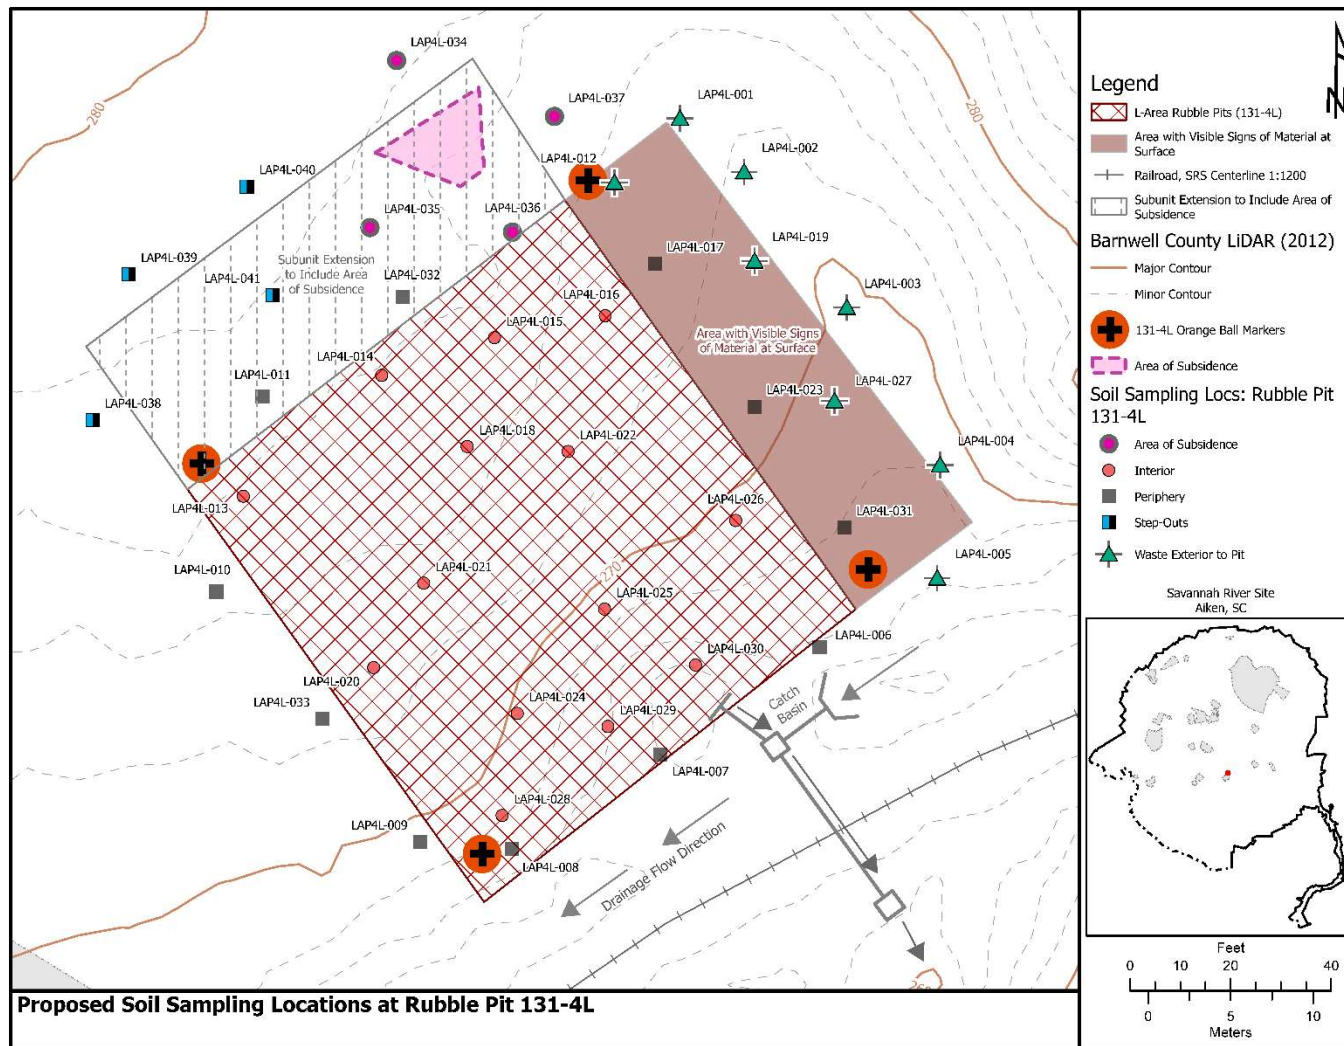 LAP4L-034
280
LAP4L-037
LAP4L-001
280
LAP4L-012
LAP4L-002
LAP4L-040
LAP4L-035
LAP4L-036
LAP4L-017
LAP4L-019
LAP4L-039
LAP4L-041
Subunit Extension
to Include Area
of Subsidence
LAP4L-032
LAP4L-016
LAP4L-003
LAP4L-015
Area with Visible Signs
of Material at Surface
LAP4L-014
LAP4L-011
LAP4L-023
LAP4L-027
LAP4L-038
LAP4L-018
LAP4L-022
LAP4L-004
LAP4L-013
LAP4L-026
LAP4L-031
LAP4L-010
LAP4L-021
270
LAP4L-025
LAP4L-005
LAP4L-006
LAP4L-030
LAP4L-020
LAP4L-033
LAP4L-024
LAP4L-029
Catch
Basin
LAP4L-007
LAP4L-028
LAP4L-009
LAP4L-008
Drainage Flow Direction
Proposed Soil Sampling Locations at Rubble Pit 131-4L
Legend
L-Area Rubble Pits (131-4L)
Area with Visible Signs of Material at
Surface
Railroad, SRS Centerline 1:1200
Subunit Extension to Include Area of
Subsidence
Barnwell County LiDAR (2012)
Major Contour
Minor Contour
131-4L Orange Ball Markers
Area of Subsidence
Soil Sampling Locs: Rubble Pit
131-4L
Area of Subsidence
Interior
Periphery
Step-Outs
Waste Exterior to Pit
Savannah River Site
Aiken, SC
Feet
0 10 20 40
0 5 10
Meters